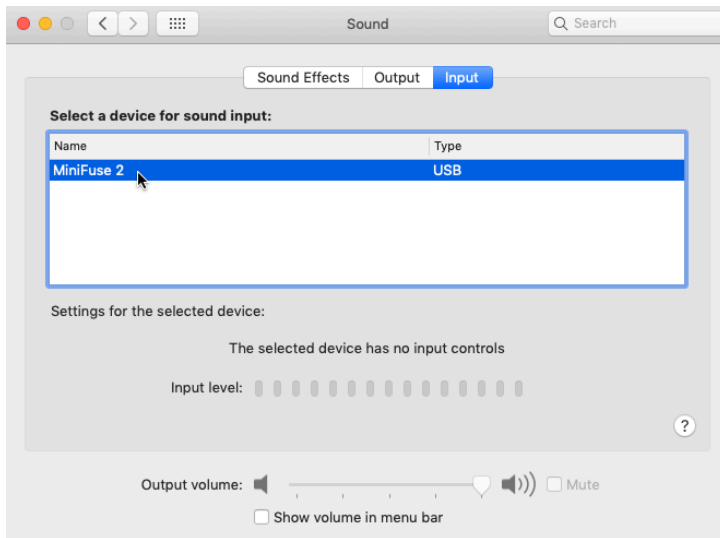 Sound
Search
Sound Effects Output Input
Select a device for sound input:
Name Type
MiniFuse 2 USB
Settings for the selected device:
The selected device has no input controls
Input level:
?
Output volume: Mute
Show volume in menu bar